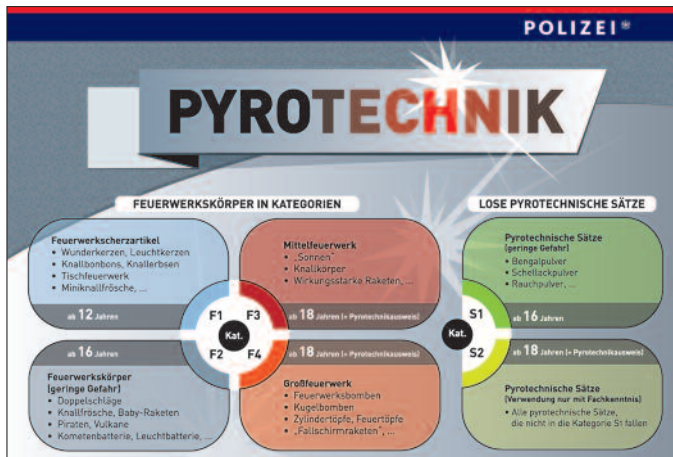 POLIZEI*
PYROTECHNIK
FEUERWERKSKÖRPER IN KATEGORIEN
LOSE PYROTECHNISCHE SÄTZE
Feuerwerksscherzartikel
• Wunderkerzen, Leuchtkerzen
• Knallbonbons, Knallerbsen
• Tischfeuerwerk
• Miniknallfrösche, ...
ab 12 Jahren
Mittelfeuerwerk
• „Sonnen“
• Knallkörper
• Wirkungsstarke Raketen, ...
ab 18 Jahren (+ Pyrotechnikausweis)
F1
F3
Kat.
F2
F4
ab 16 Jahren
Feuerwerkskörper
(geringe Gefahr)
• Doppelschläge
• Knallfrösche, Baby-Raketen
• Piraten, Vulkane
• Kometenbatterie, Leuchtbatterie, ...
ab 18 Jahren (+ Pyrotechnikausweis)
Großfeuerwerk
• Feuerwerksbomben
• Kugelbomben
• Zylindertöpfe, Feuertöpfe
• „Fallschirmraketen“, ...
Pyrotechnische Sätze
(geringe Gefahr)
• Bengalpulver
• Schellackpulver
• Rauchpulver, ...
ab 16 Jahren
S1
Kat.
S2
ab 18 Jahren (+ Pyrotechnikausweis)
Pyrotechnische Sätze
(Verwendung nur mit Fachkenntnis)
• Alle pyrotechnische Sätze,
die nicht in die Kategorie S1 fallen